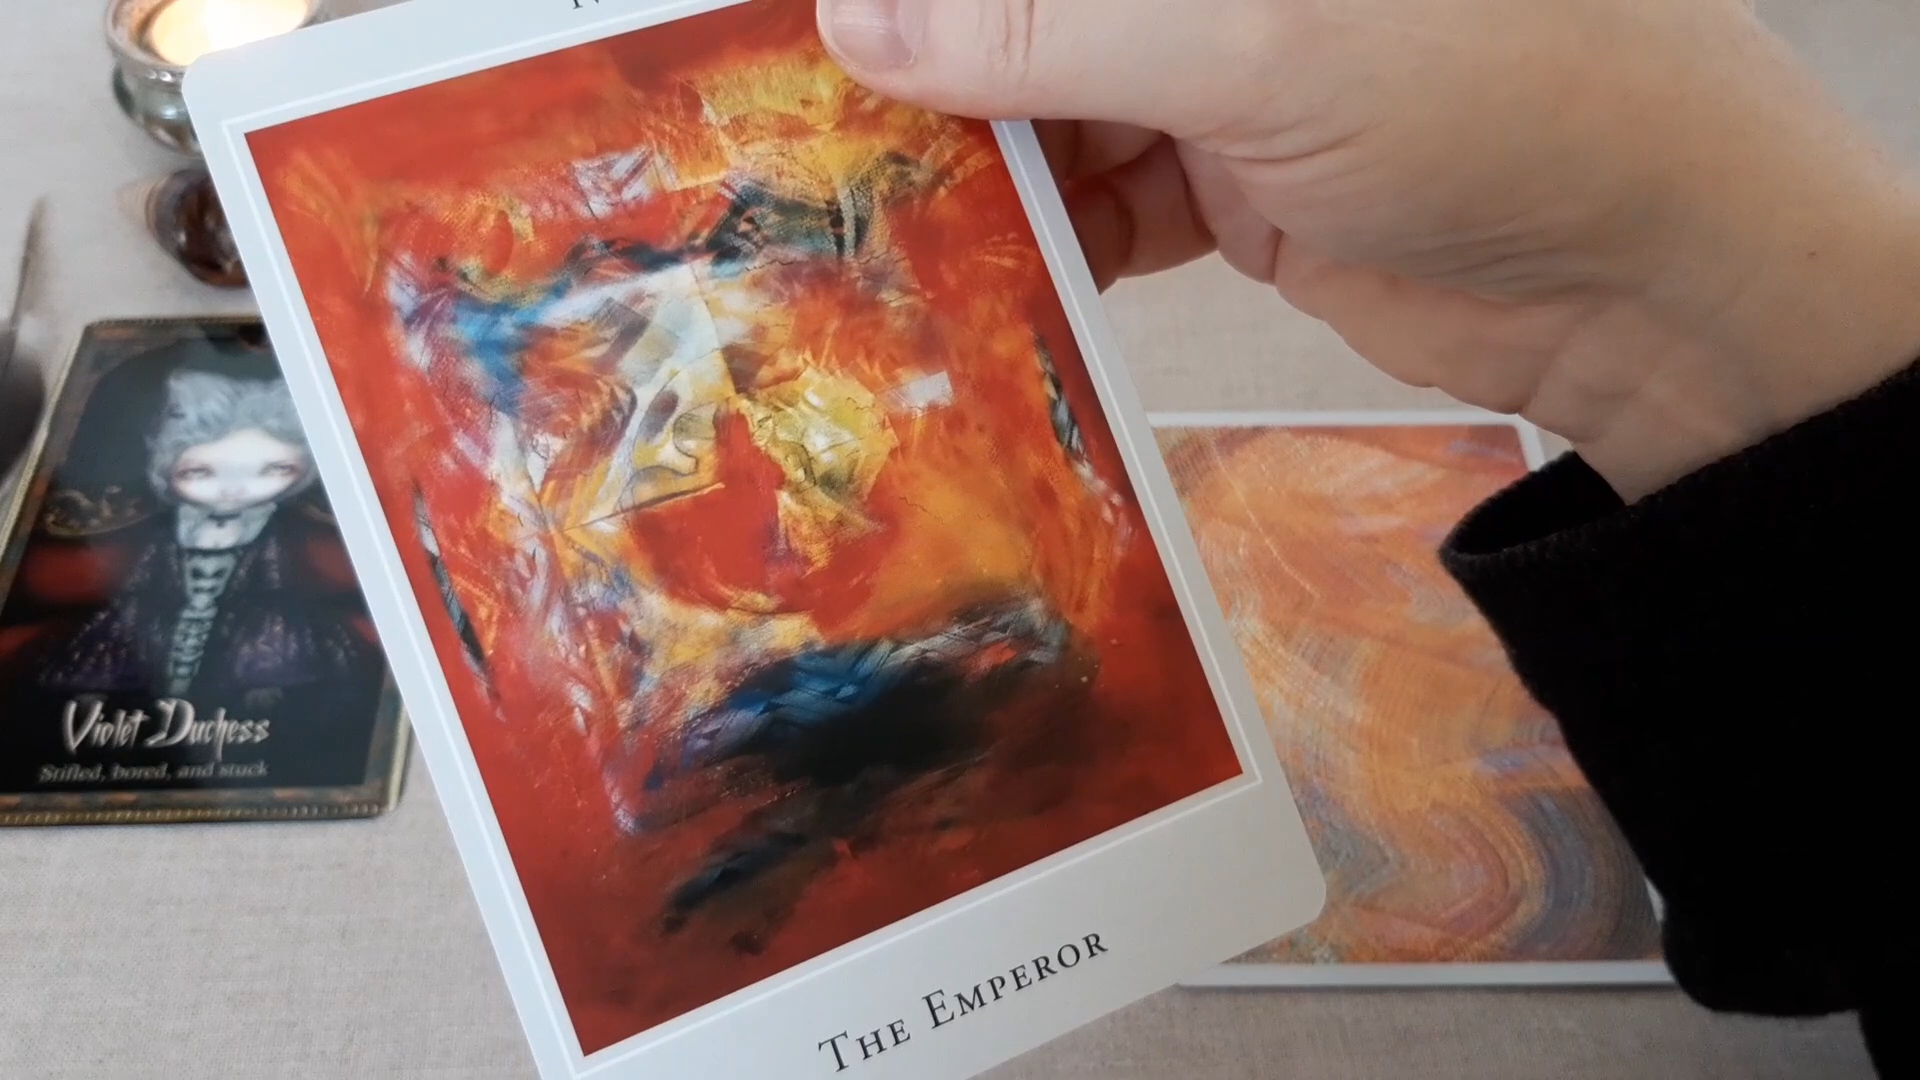 The Emperor
Violet Duchess
Stifled, bored, and stuck